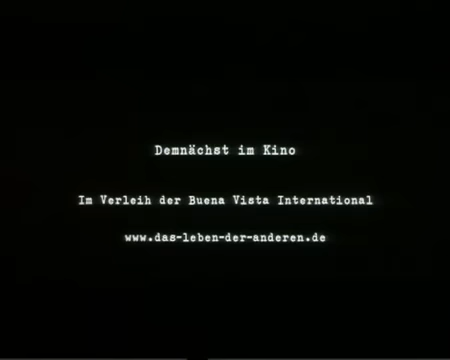 Demnächst im Kino
Im Verleih der Buena Vista International
www.das-leben-der-anderen.de